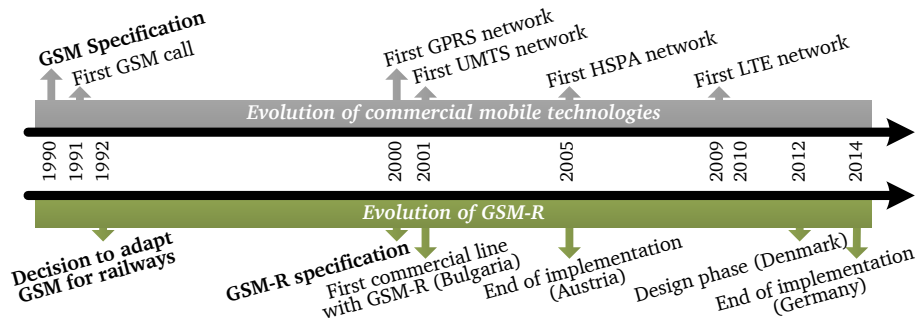 GSM Specification
First GSM call
First GPRS network
First UMTS network
First HSPA network
First LTE network
Evolution of commercial mobile technologies
1990
1991
1992
2000
2001
2005
2009
2010
2012
2014
Evolution of GSM-R
Decision to adapt
GSM for railways
GSM-R specification
First commercial line
with GSM-R (Bulgaria)
End of implementation
(Austria)
Design phase (Denmark)
End of implementation
(Germany)